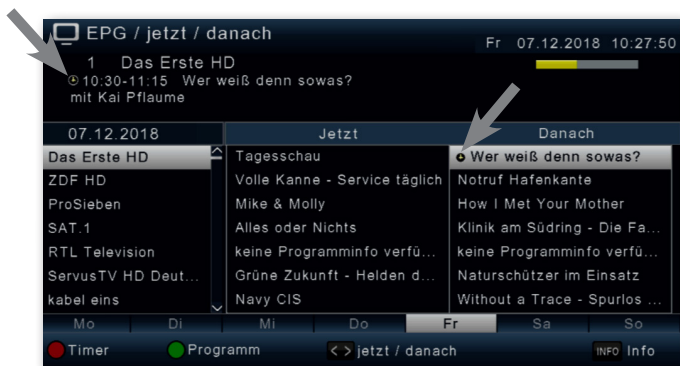 EPG / jetzt / danach
Fr 07.12.2018 10:27:50
1 Das Erste HD
10:30-11:15 Wer weiß denn sowas?
mit Kai Pflaume
07.12.2018 Jetzt Danach
Das Erste HD Tagesschau Wer weiß denn sowas?
ZDF HD Volle Kanne - Service täglich Notruf Hafenkante
ProSieben Mike & Molly How I Met Your Mother
SAT.1 Alles oder Nichts Klinik am Südring - Die Fa...
RTL Television keine Programminfo verfü... keine Programminfo verfü...
ServusTV HD Deut... Grüne Zukunft - Helden d... Naturschützer im Einsatz
kabel eins Navy CIS Without a Trace - Spurlos ...
Mo Di Mi Do Fr Sa So
Timer Programm < > jetzt / danach INFO Info